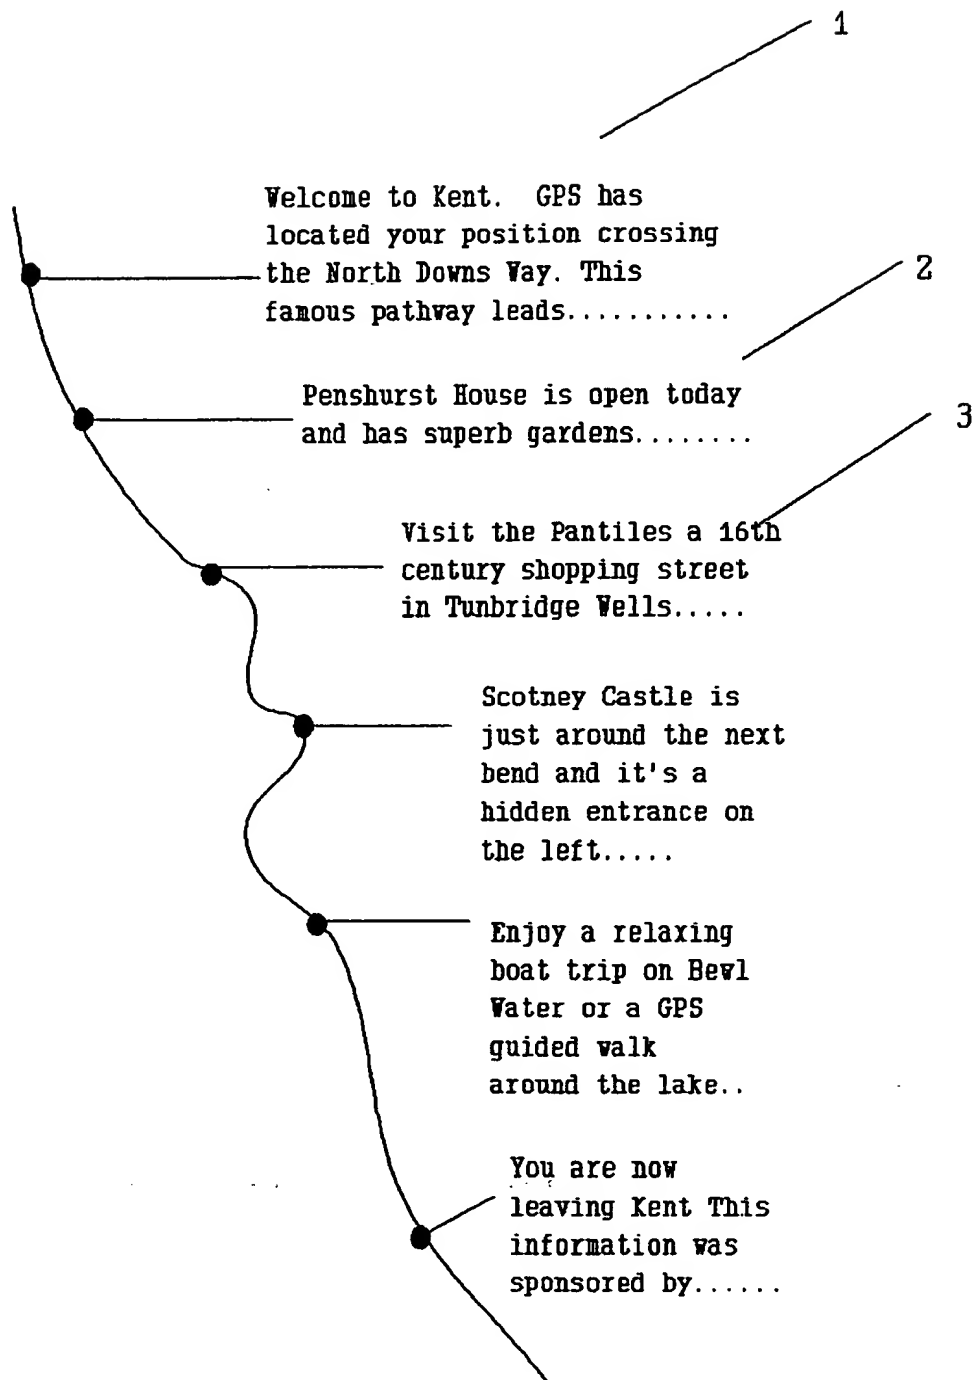 1
Welcome to Kent.  GPS has
located your position crossing
the North Downs Way. This
famous pathway leads...........
2
Penshurst House is open today
and has superb gardens........
3
Visit the Pantiles a 16th
century shopping street
in Tunbridge Wells.....
Scotney Castle is
just around the next
bend and it's a
hidden entrance on
the left.....
Enjoy a relaxing
boat trip on Bewl
Water or a GPS
guided walk
around the lake..
You are now
leaving Kent This
information was
sponsored by......